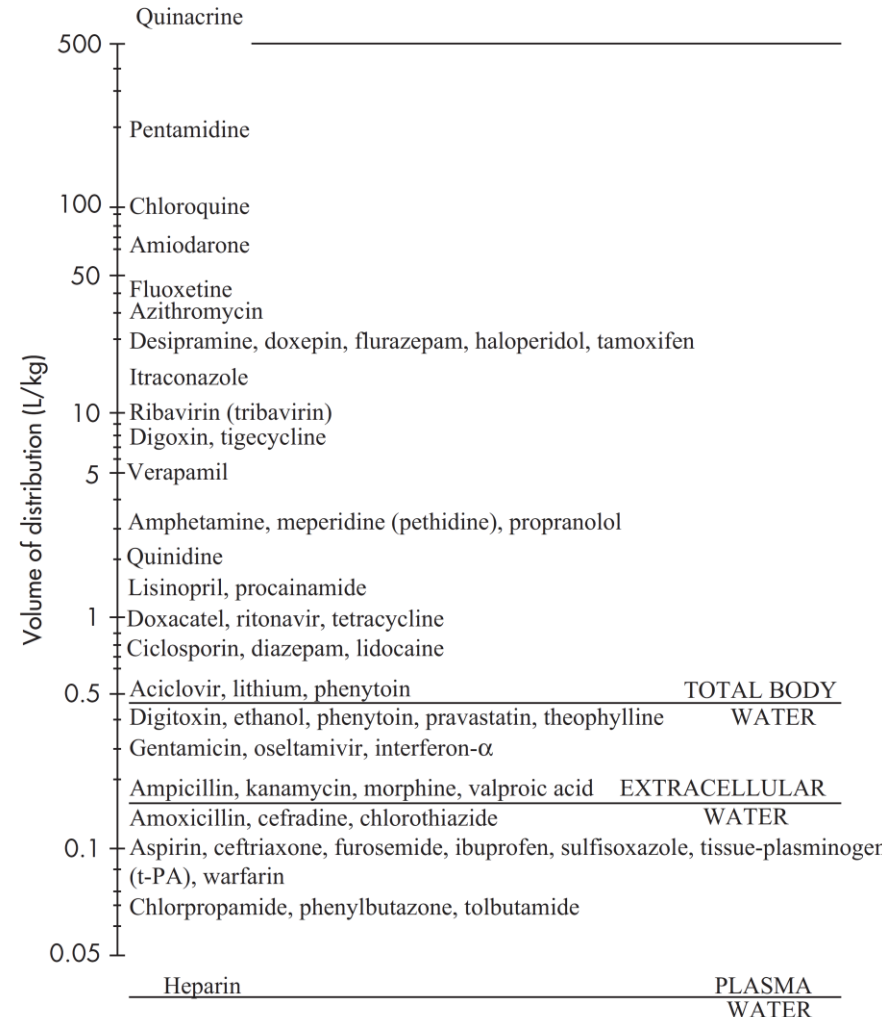 Quinacrine
500
Pentamidine
100 Chloroquine
Amiodarone
50
Fluoxetine
Azithromycin
Desipramine, doxepin, flurazepam, haloperidol, tamoxifen
Itraconazole
10 Ribavirin (tribavirin)
Digoxin, tigecycline
5 Verapamil
Amphetamine, meperidine (pethidine), propranolol
Quinidine
Lisinopril, procainamide
1 Doxacatel, ritonavir, tetracycline
Ciclosporin, diazepam, lidocaine
0.5 Aciclovir, lithium, phenytoin TOTAL BODY
Digitoxin, ethanol, phenytoin, pravastatin, theophylline WATER
Gentamicin, oseltamivir, interferon-α
Ampicillin, kanamycin, morphine, valproic acid EXTRACELLULAR
Amoxicillin, cefradine, chlorothiazide WATER
0.1 Aspirin, ceftriaxone, furosemide, ibuprofen, sulfisoxazole, tissue-plasminogen
(t-PA), warfarin
Chlorpropamide, phenylbutazone, tolbutamide
0.05
Heparin PLASMA
WATER
Volume of distribution (L/kg)